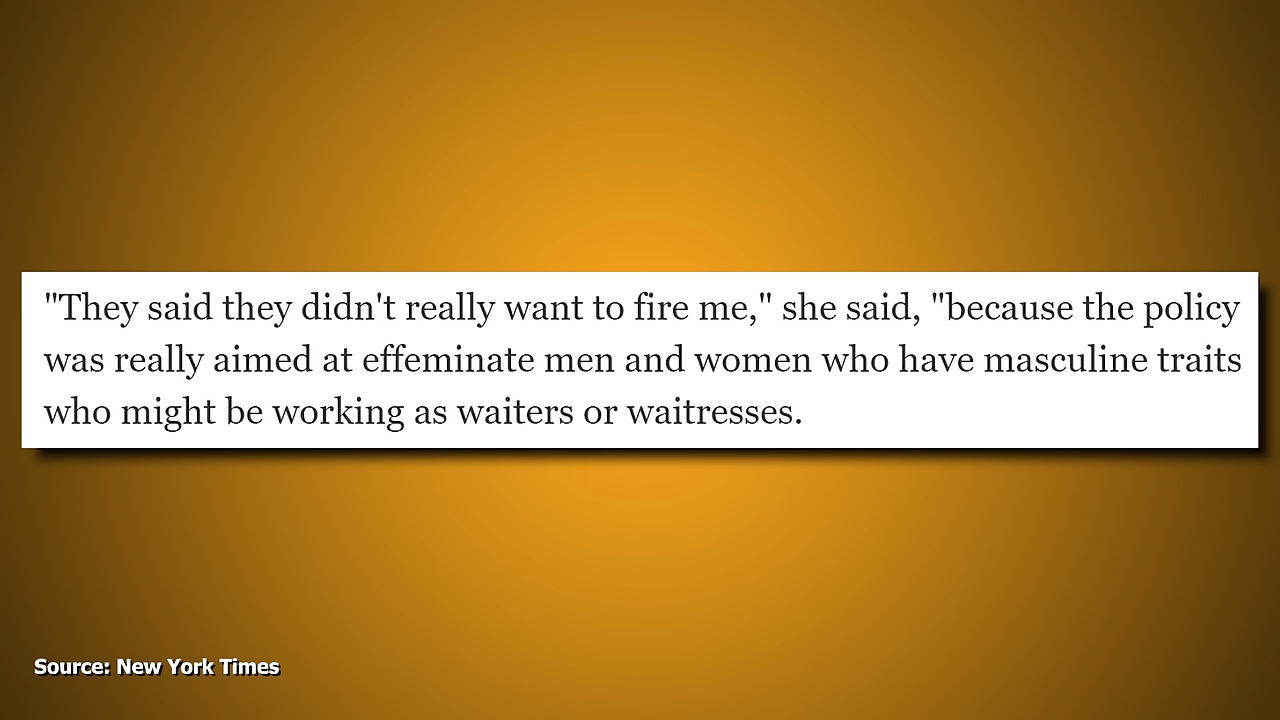 "They said they didn't really want to fire me," she said, "because the policy
was really aimed at effeminate men and women who have masculine traits
who might be working as waiters or waitresses.
Source: New York Times